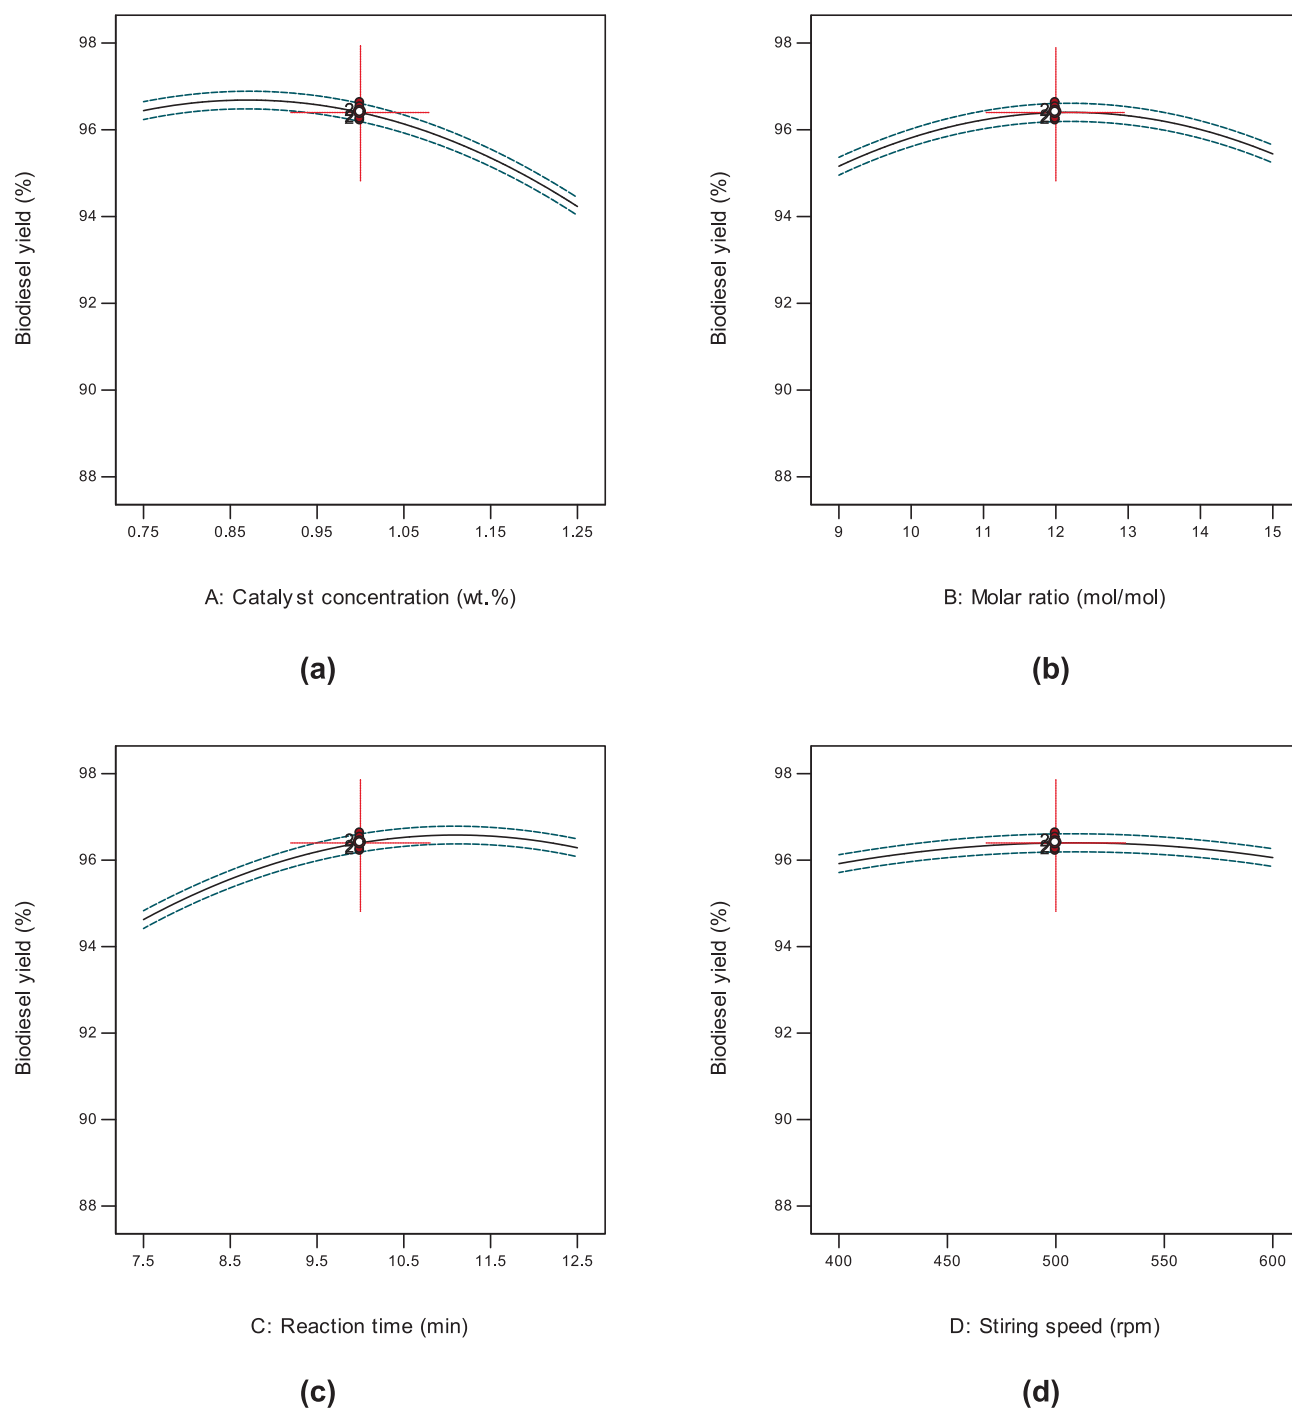 98
96
94
92
90
88
Biodiesel yield (%)
0.75 0.85 0.95 1.05 1.15 1.25
A: Catalyst concentration (wt.%)
(a)
98
96
94
92
90
88
Biodiesel yield (%)
9 10 11 12 13 14 15
B: Molar ratio (mol/mol)
(b)
98
96
94
92
90
88
Biodiesel yield (%)
7.5 8.5 9.5 10.5 11.5 12.5
C: Reaction time (min)
(c)
98
96
94
92
90
88
Biodiesel yield (%)
400 450 500 550 600
D: Stiring speed (rpm)
(d)